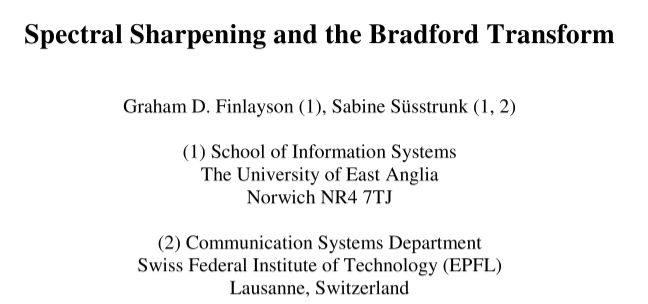 Spectral Sharpening and the Bradford Transform
Graham D. Finlayson (1), Sabine Süsstrunk (1, 2)
(1) School of Information Systems
The University of East Anglia
Norwich NR4 7TJ
(2) Communication Systems Department
Swiss Federal Institute of Technology (EPFL)
Lausanne, Switzerland